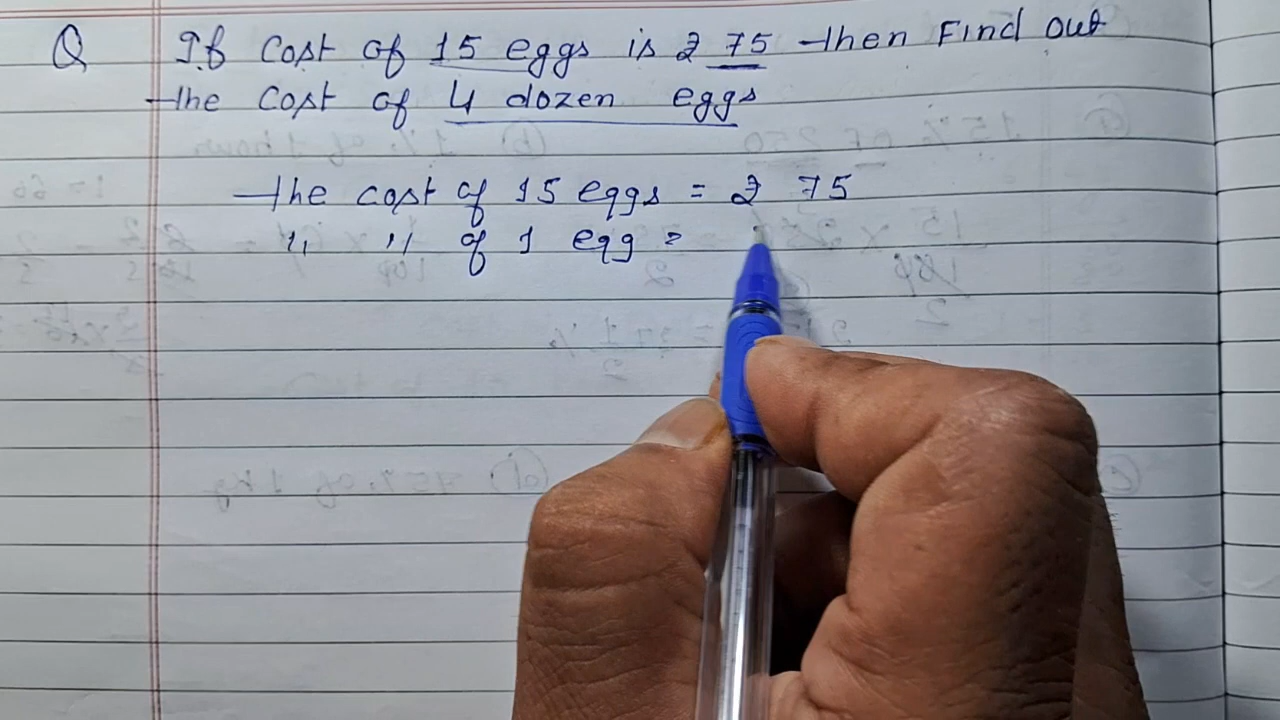 Q If Cost of 15 eggs is ₹ 75 then Find out
the Cost of 4 dozen eggs
the cost of 15 eggs = ₹ 75
" " of 1 egg =